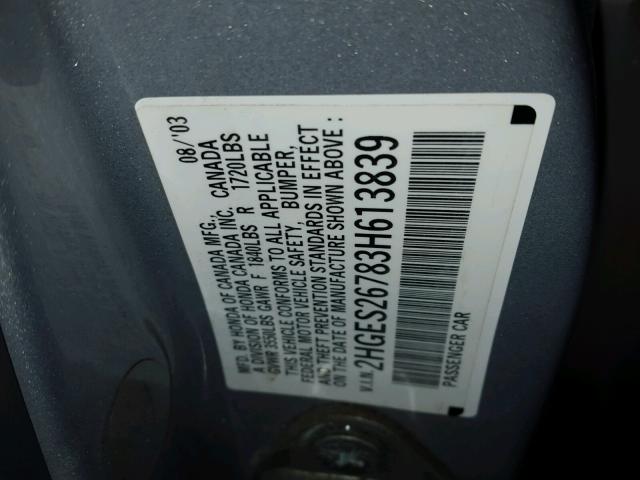 MFD. BY HONDA OF CANADA MFG., 08/'03
A DIVISION OF HONDA CANADA INC. CANADA
GVWR 3550LBS GAWR F 1840LBS R 1720LBS
THIS VEHICLE CONFORMS TO ALL APPLICABLE
FEDERAL MOTOR VEHICLE SAFETY, BUMPER,
AND THEFT PREVENTION STANDARDS IN EFFECT
ON THE DATE OF MANUFACTURE SHOWN ABOVE :
V.I.N.: 2HGES26783H613839
PASSENGER CAR